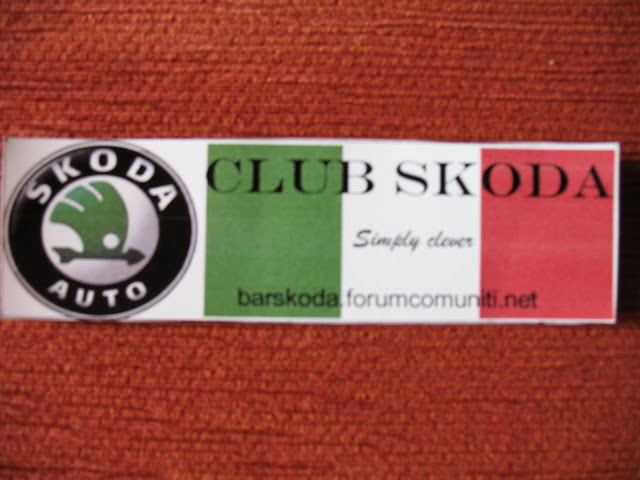 SKODA
AUTO
CLUB SKODA
Simply clever
barskoda.forumcomuniti.net